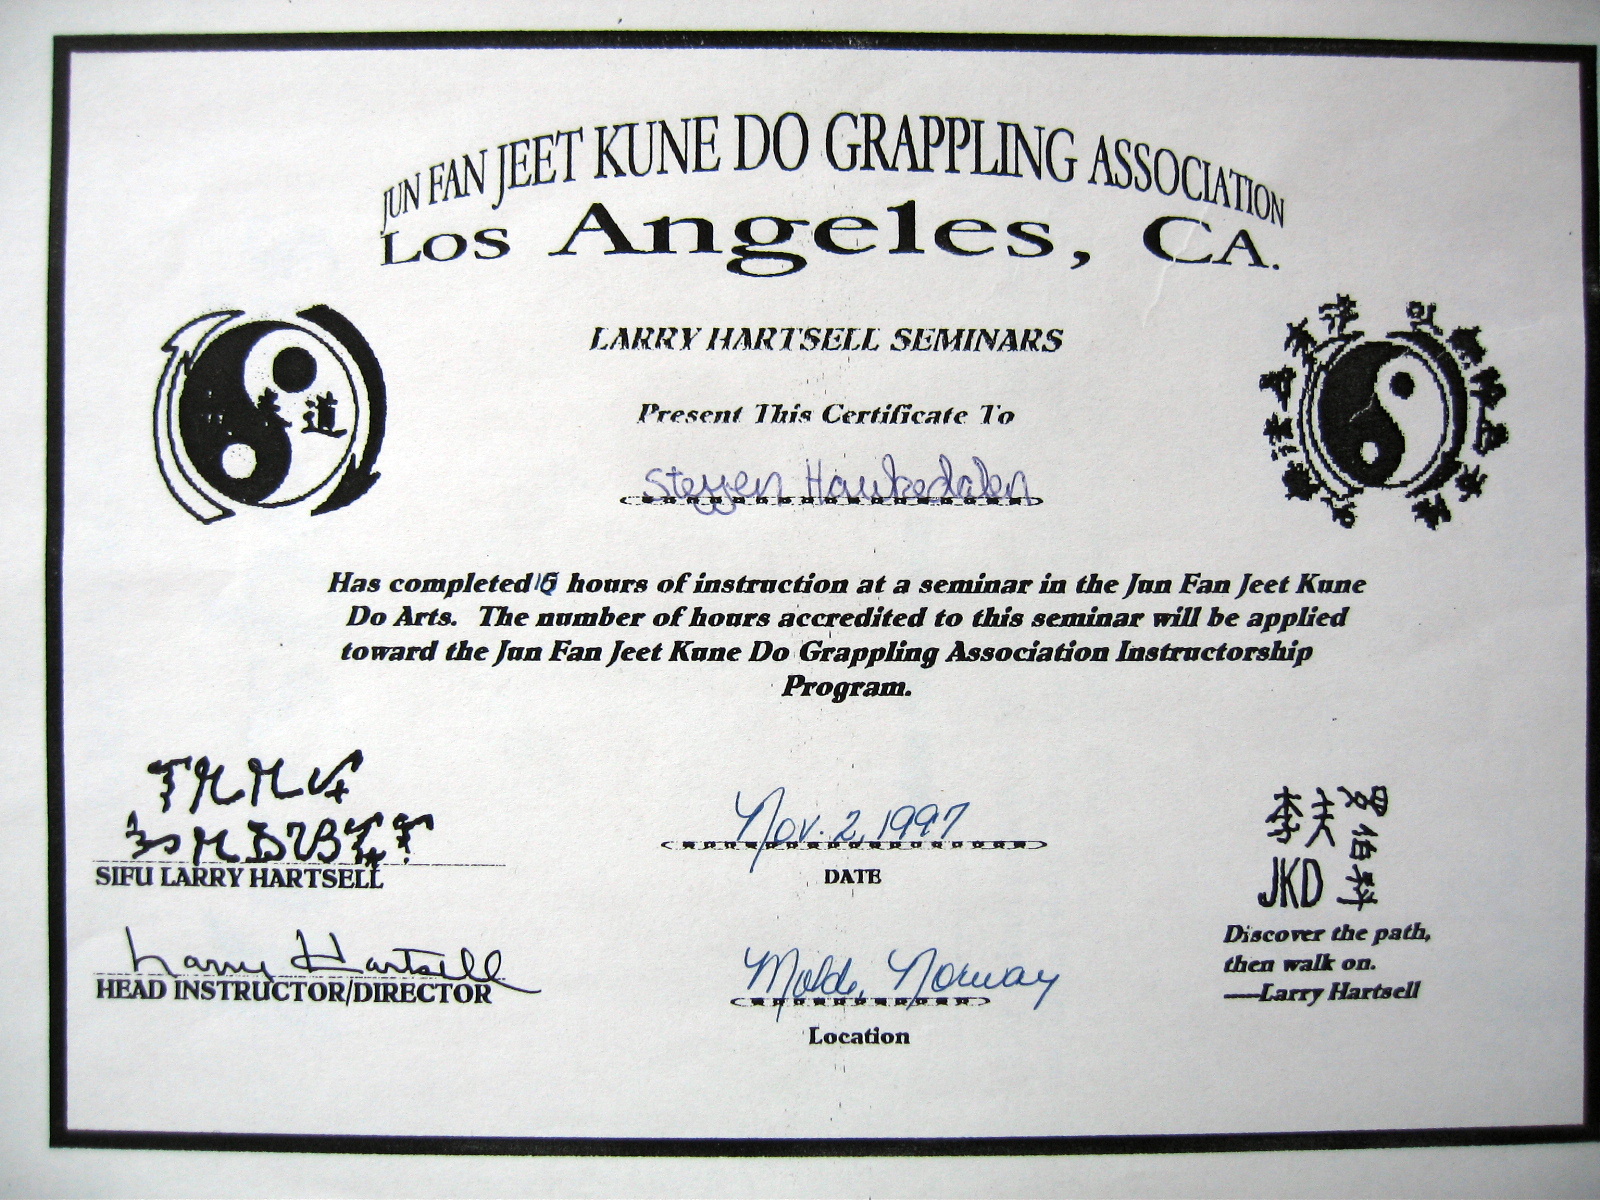 JUN FAN JEET KUNE DO GRAPPLING ASSOCIATION
Los Angeles, CA.
LARRY HARTSELL SEMINARS
Present This Certificate To
道
Steffen Haukedalen
Has completed hours of instruction at a seminar in the Jun Fan Jeet Kune
Do Arts. The number of hours accredited to this seminar will be applied
toward the Jun Fan Jeet Kune Do Grappling Association Instructorship
Program.
SIFU LARRY HARTSELL
Larry Hartsell
HEAD INSTRUCTOR/DIRECTOR
Nov. 2, 1997
DATE
Molde, Norway
Location
李夫
JKD
Discover the path,
then walk on.
—Larry Hartsell